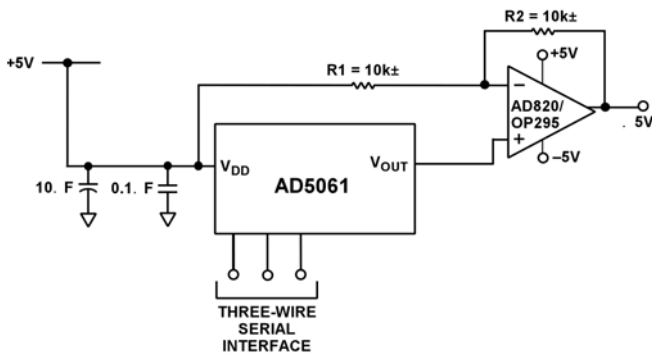 R2 = 10k±
+5V
R1 = 10k±
+5V
−
AD820/
OP295
+
. 5V
–5V
VDD
VOUT
10. F
0.1. F
AD5061
THREE-WIRE
SERIAL
INTERFACE